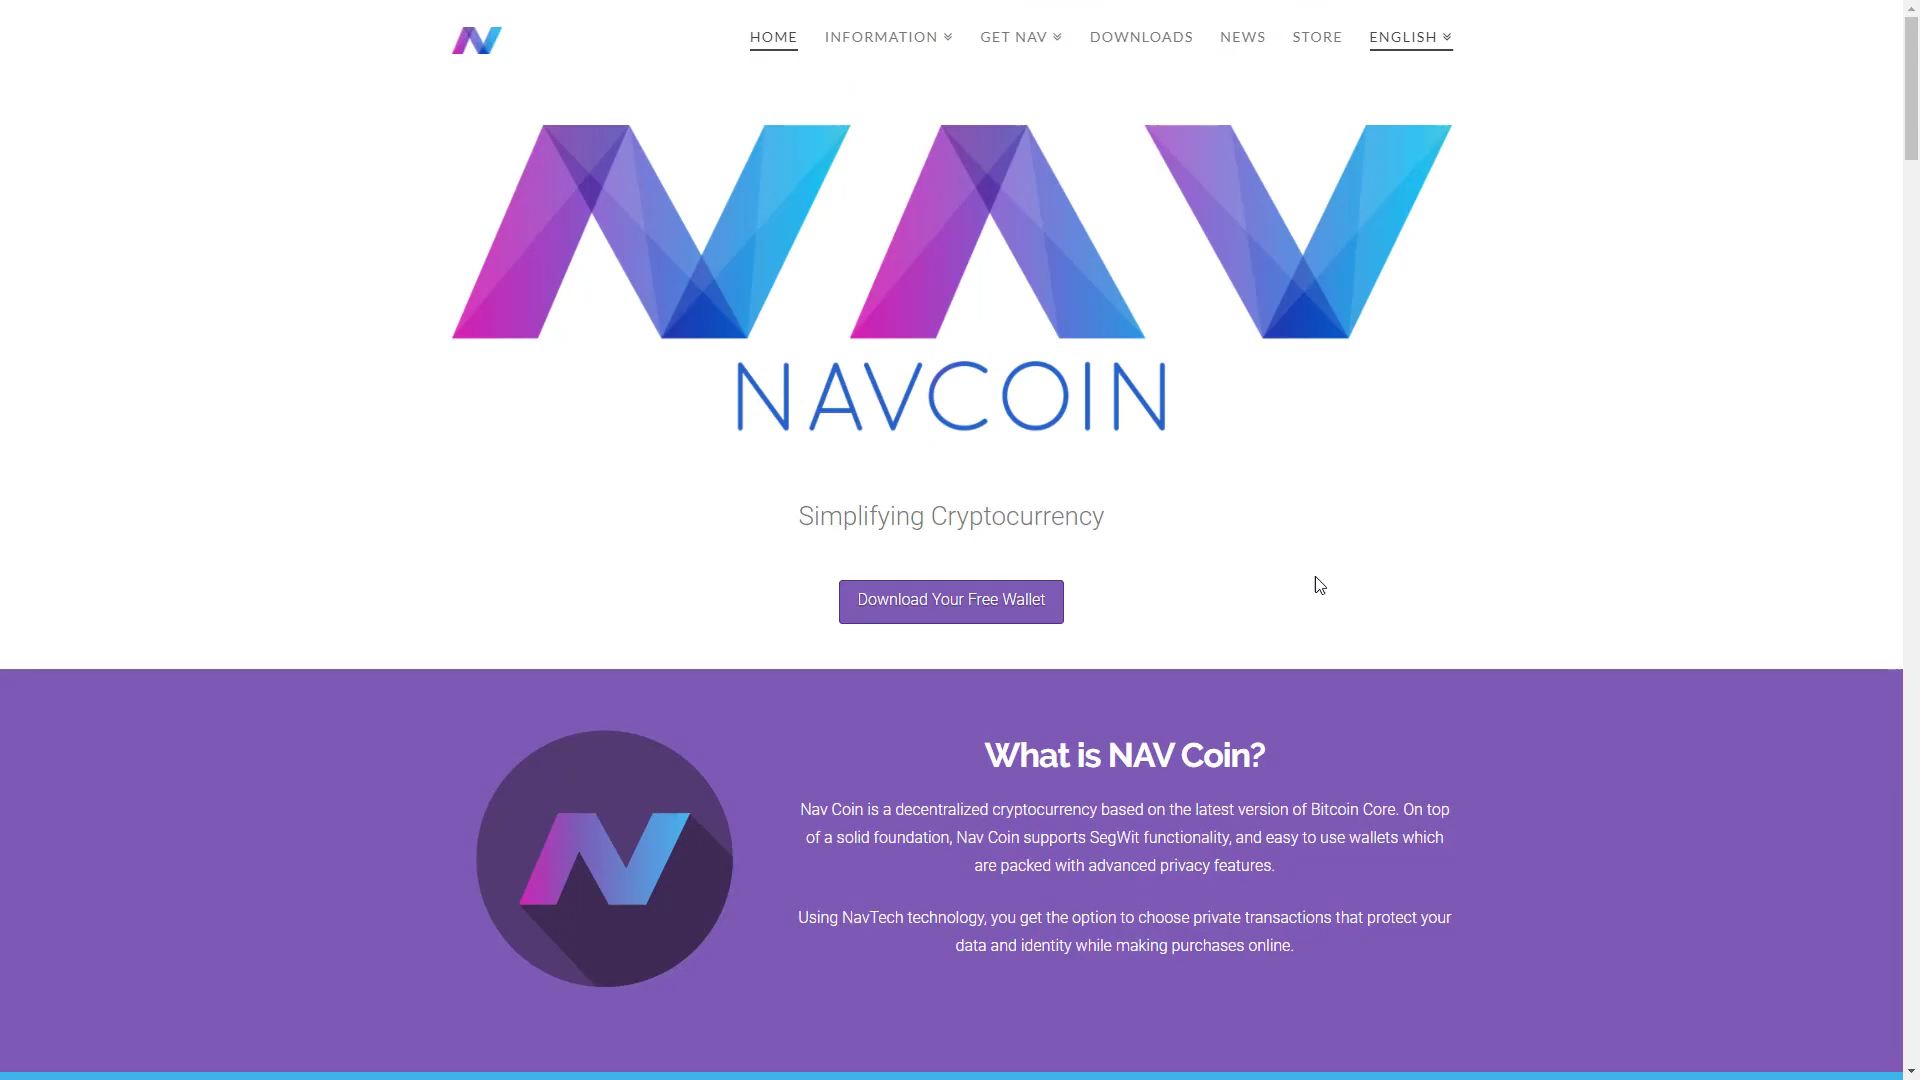 HOME INFORMATION GET NAV DOWNLOADS NEWS STORE ENGLISH
NAV
NAVCOIN
Simplifying Cryptocurrency
Download Your Free Wallet
What is NAV Coin?
Nav Coin is a decentralized cryptocurrency based on the latest version of Bitcoin Core. On top
of a solid foundation, Nav Coin supports SegWit functionality, and easy to use wallets which
are packed with advanced privacy features.
Using NavTech technology, you get the option to choose private transactions that protect your
data and identity while making purchases online.